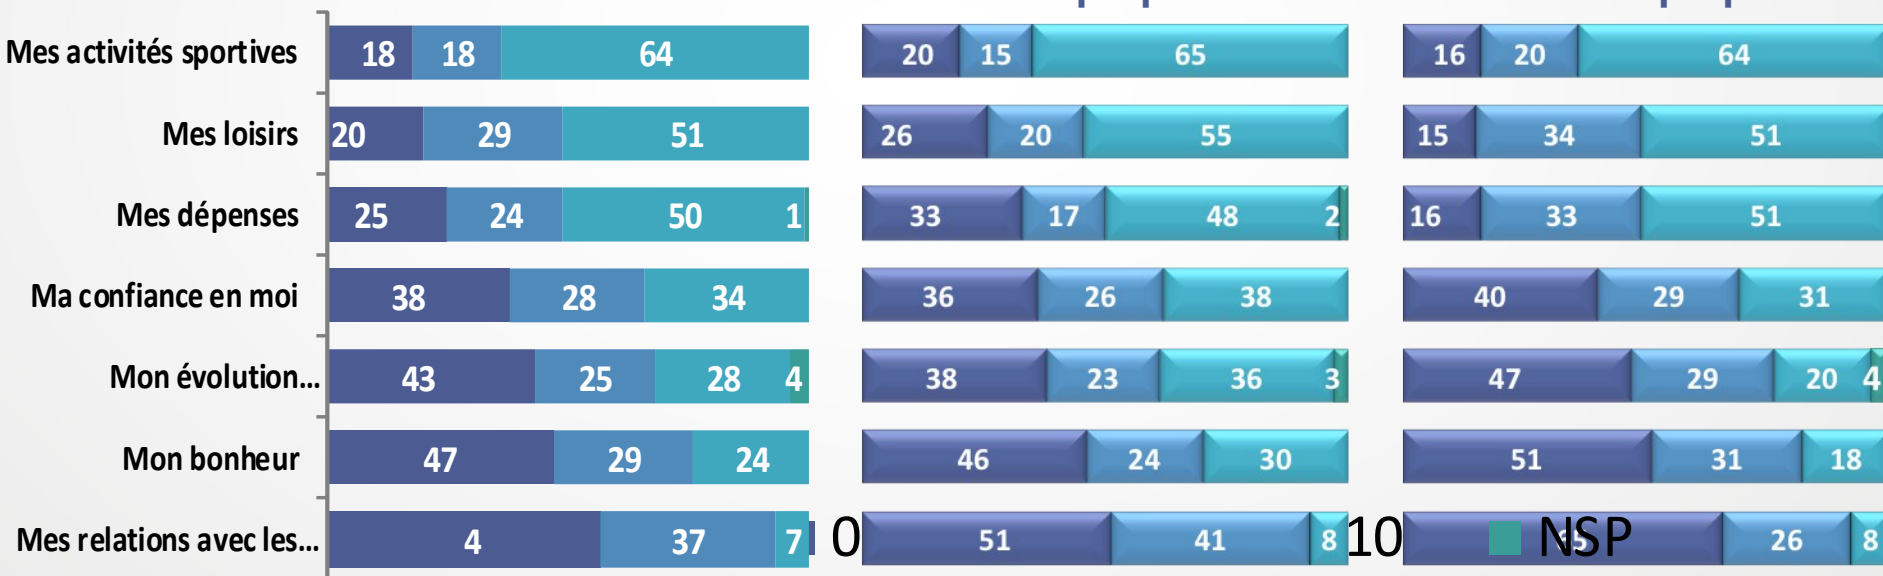 Mes activités sportives 18 18 64 20 15 65 16 20 64
Mes loisirs 20 29 51 26 20 55 15 34 51
Mes dépenses 25 24 50 1 33 17 48 2 16 33 51
Ma confiance en moi 38 28 34 36 26 38 40 29 31
Mon évolution... 43 25 28 4 38 23 36 3 47 29 20 4
Mon bonheur 47 29 24 46 24 30 51 31 18
Mes relations avec les... 4 37 7 0 51 41 8 10 65 NSP 26 8